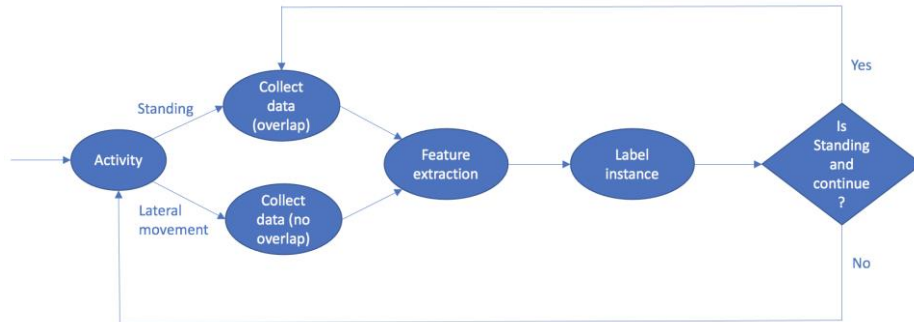 Yes
Collect
data
(overlap)
Standing
Is
Standing
and
continue
?
Activity
Feature
extraction
Label
instance
Lateral
movement
Collect
data (no
overlap)
No